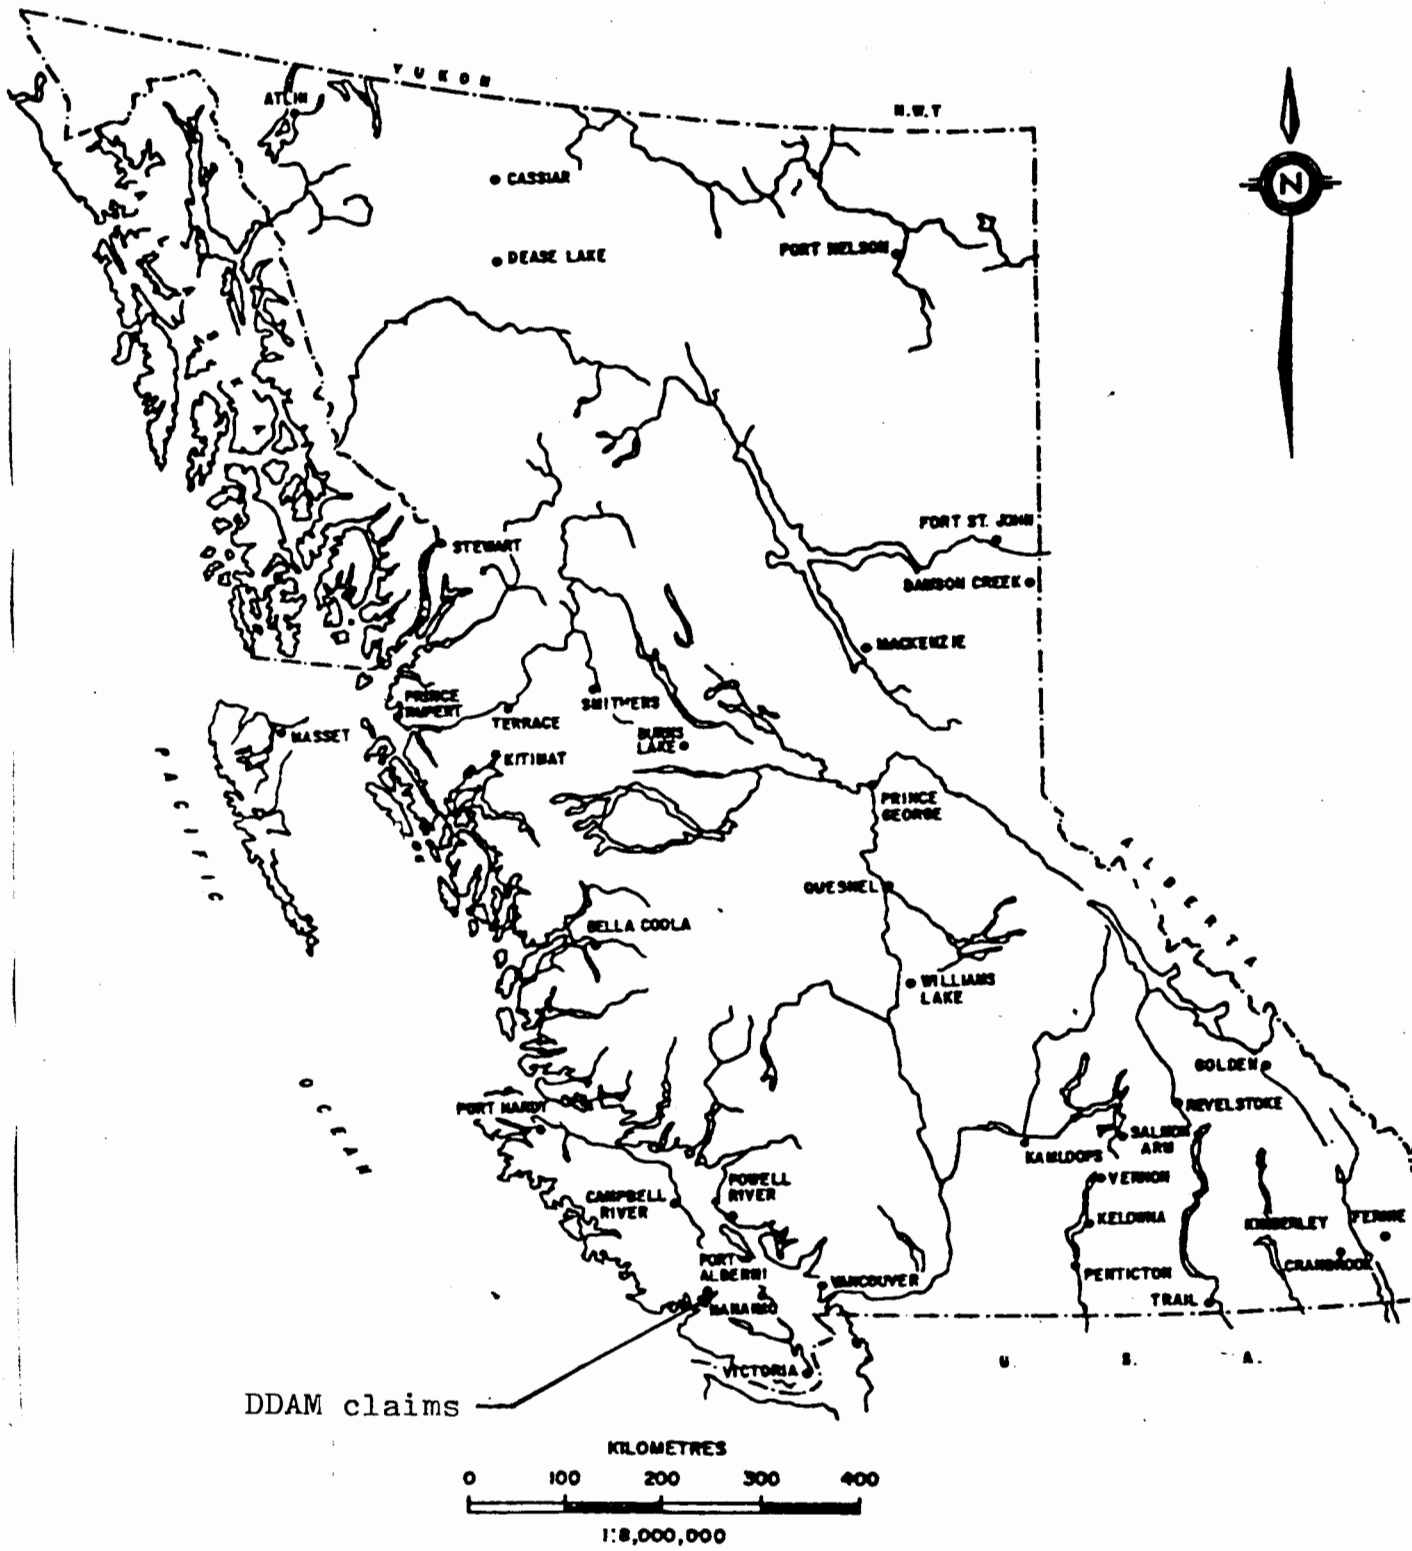 YUKON
N.W.T
ATLIN
N
CASSIAR
DEASE LAKE
FORT NELSON
FORT ST. JOHN
DAWSON CREEK
STEWART
MACKENZIE
PRINCE
RUPERT
TERRACE
SMITHERS
BURNS
LAKE
MASSET
KITIMAT
PRINCE
GEORGE
PACIFIC
ALBERTA
QUESNEL
BELLA COOLA
WILLIAMS
LAKE
OCEAN
GOLDEN
PORT HARDY
REVELSTOKE
SALMON
ARM
KAMLOOPS
VERNON
CAMPBELL
RIVER
POWELL
RIVER
KELOWNA
KIMBERLEY
FERNIE
CRANBROOK
PORT
ALBERNI
NANAIMO
VANCOUVER
PENTICTON
TRAIL
VICTORIA
U. S. A.
DDAM claims
KILOMETRES
0 100 200 300 400
1:8,000,000